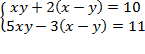 xy + 2(x − y) = 10
5xy − 3(x − y) = 11